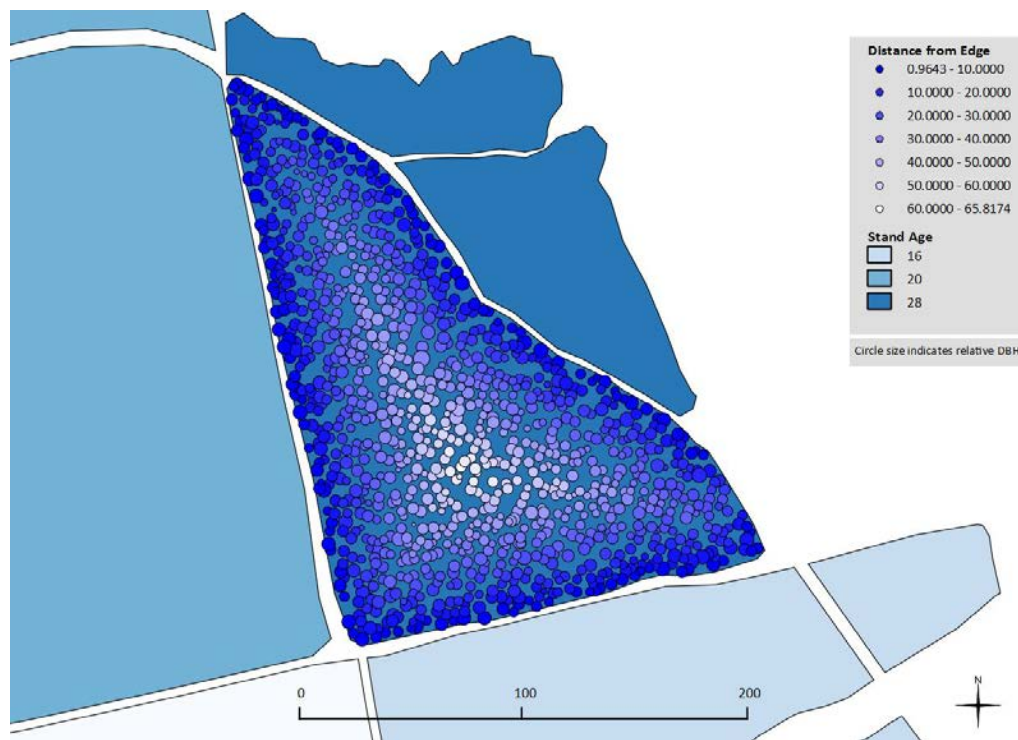 Distance from Edge
0.9643 - 10.0000
10.0000 - 20.0000
20.0000 - 30.0000
30.0000 - 40.0000
40.0000 - 50.0000
50.0000 - 60.0000
60.0000 - 65.8174
Stand Age
16
20
28
Circle size indicates relative DBH
0 100 200
N